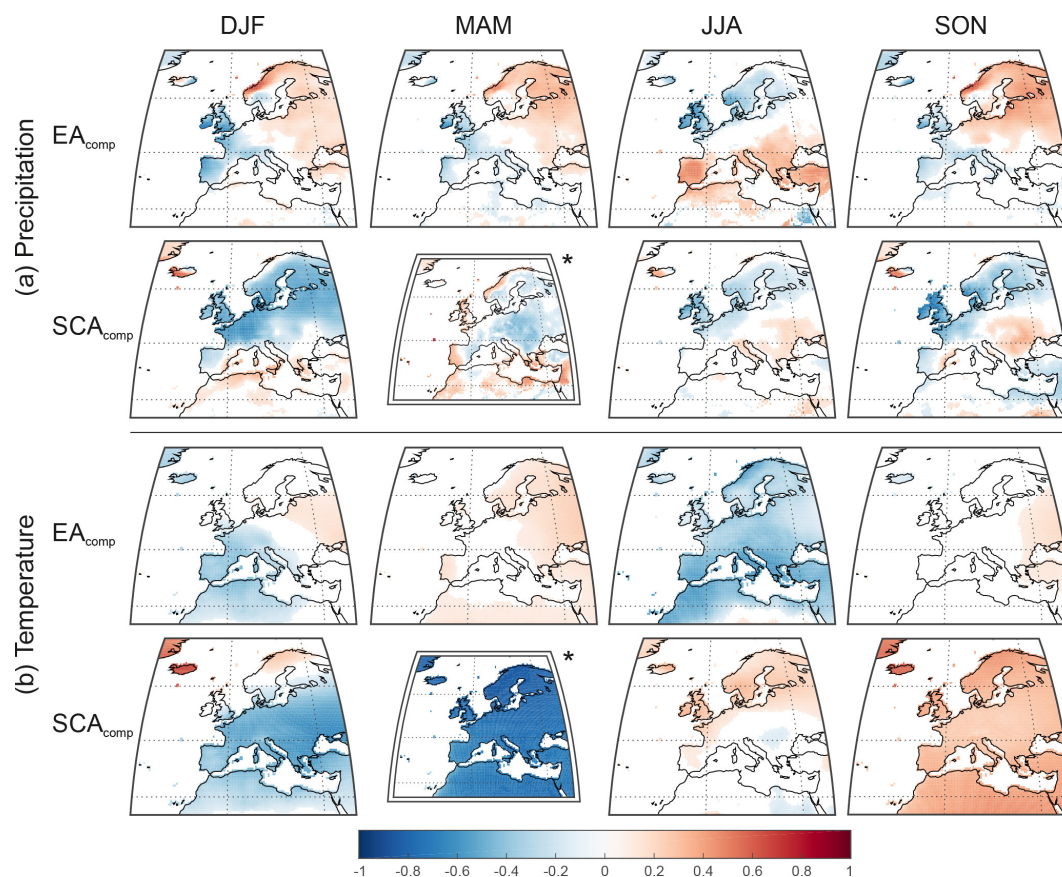 DJF MAM JJA SON
(a) Precipitation
EAcomp
SCAcomp
*
(b) Temperature
EAcomp
SCAcomp
*
-1 -0.8 -0.6 -0.4 -0.2 0 0.2 0.4 0.6 0.8 1